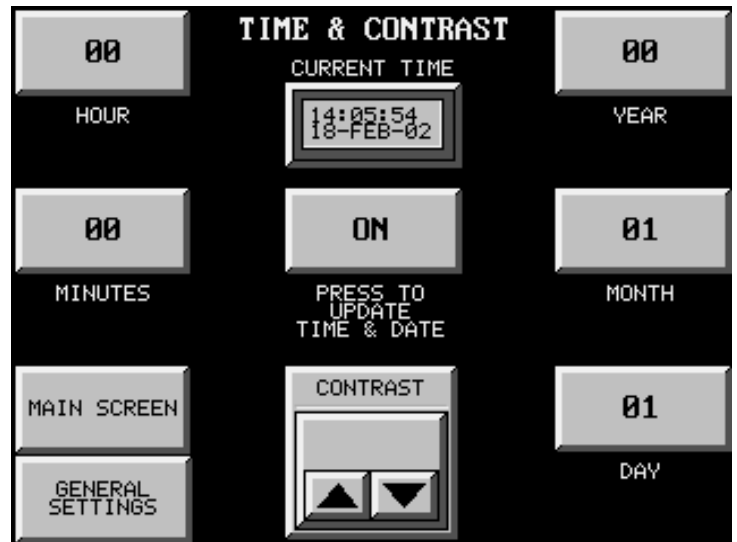 TIME & CONTRAST
00
HOUR
CURRENT TIME
14:05:54
18-FEB-02
00
YEAR
00
MINUTES
ON
PRESS TO
UPDATE
TIME & DATE
01
MONTH
MAIN SCREEN
GENERAL
SETTINGS
CONTRAST
01
DAY